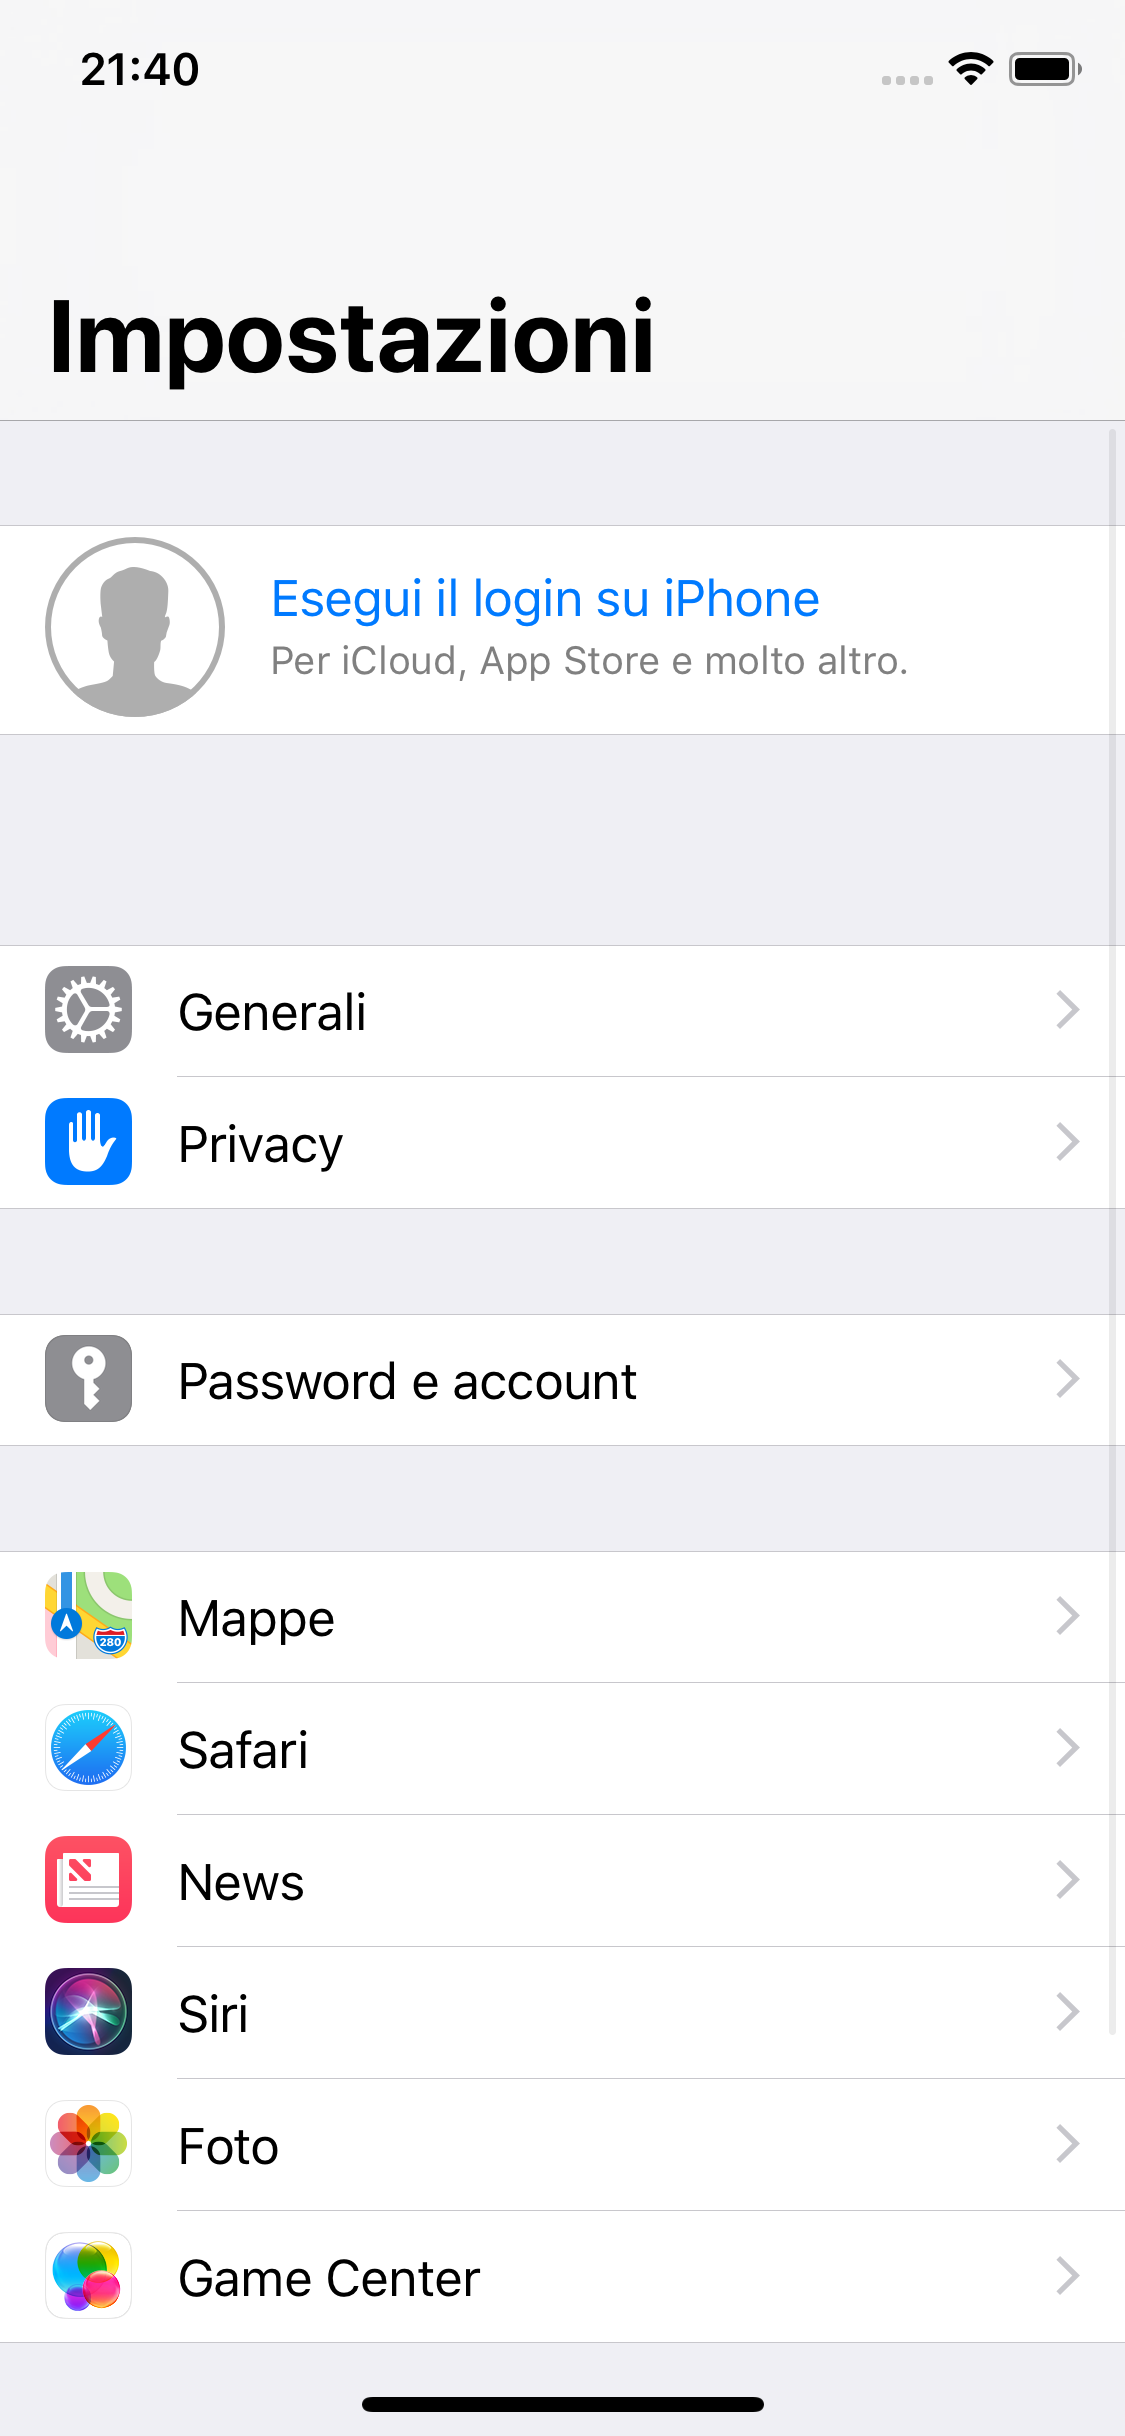 21:40
Impostazioni
Esegui il login su iPhone
Per iCloud, App Store e molto altro.
Generali
Privacy
Password e account
280
Mappe
Safari
News
Siri
Foto
Game Center